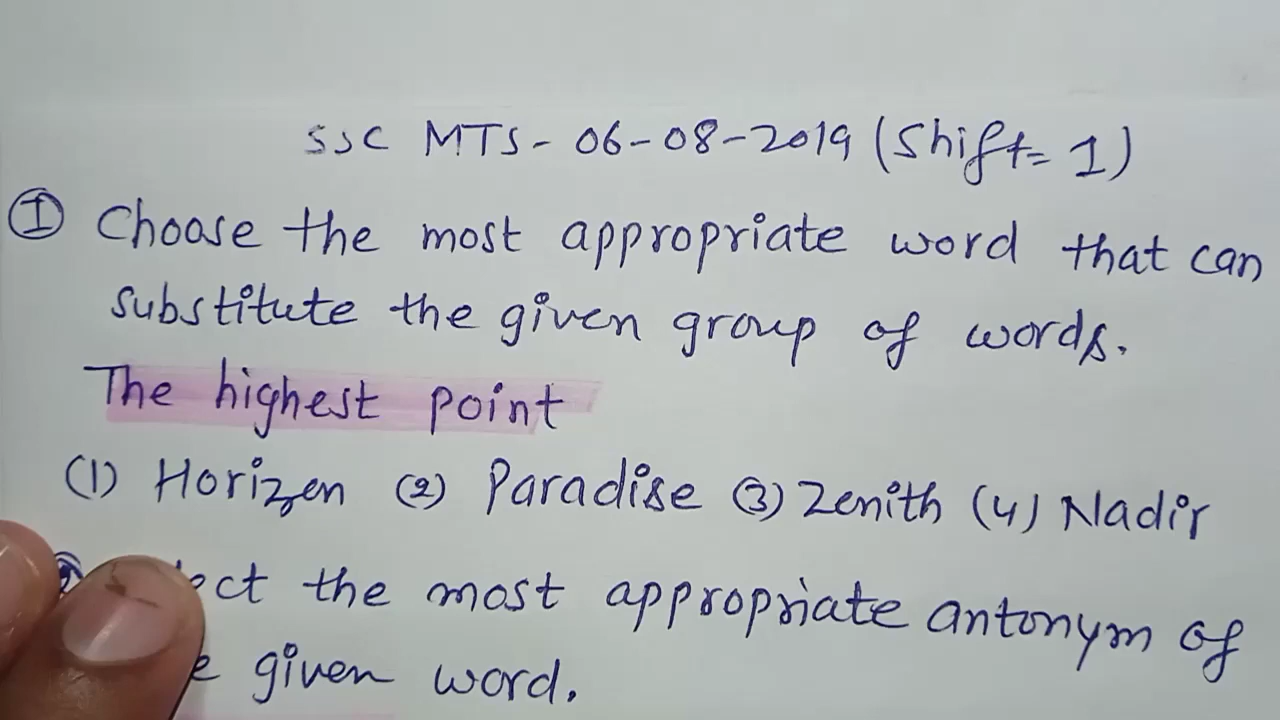 SSC MTS- 06-08-2019 (Shift= 1)
① Choose the most appropriate word that can
substitute the given group of words.
The highest point
(1) Horizen (2) Paradise (3) Zenith (4) Nadir
the most appropriate antonym of
given word.